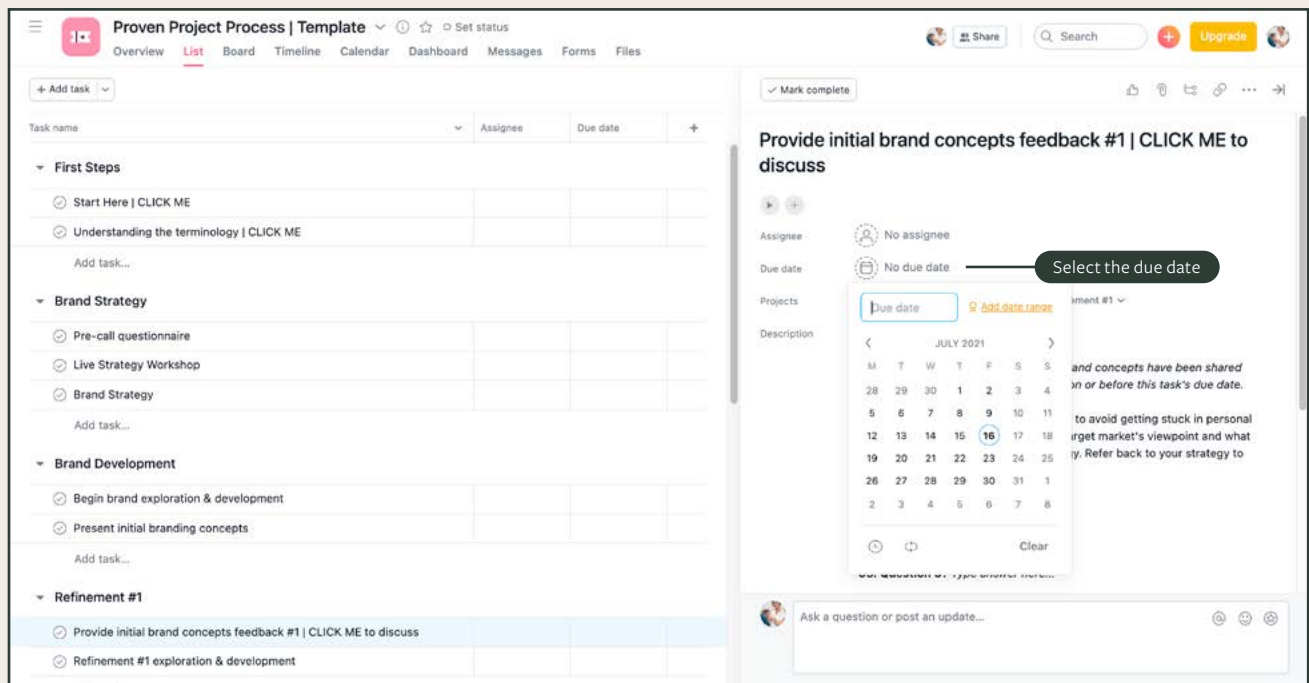 Proven Project Process | Template
Set status
Overview List Board Timeline Calendar Dashboard Messages Forms Files
Share
Search
Upgrade
+ Add task
Task name Assignee Due date +
First Steps
Start Here | CLICK ME
Understanding the terminology | CLICK ME
Add task...
Brand Strategy
Pre-call questionnaire
Live Strategy Workshop
Brand Strategy
Add task...
Brand Development
Begin brand exploration & development
Present initial branding concepts
Add task...
Refinement #1
Provide initial brand concepts feedback #1 | CLICK ME to discuss
Refinement #1 exploration & development
Mark complete
Provide initial brand concepts feedback #1 | CLICK ME to
discuss
Assignee No assignee
Due date No due date
Select the due date
Projects
ement #1
Description
Due date Add date range
JULY 2021
M T W T F S S
28 29 30 1 2 3 4
5 6 7 8 9 10 11
12 13 14 15 16 17 18
19 20 21 22 23 24 25
26 27 28 29 30 31 1
2 3 4 5 6 7 8
Clear
and concepts have been shared
on or before this task's due date.
to avoid getting stuck in personal
rget market's viewpoint and what
y. Refer back to your strategy to
Ask a question or post an update...